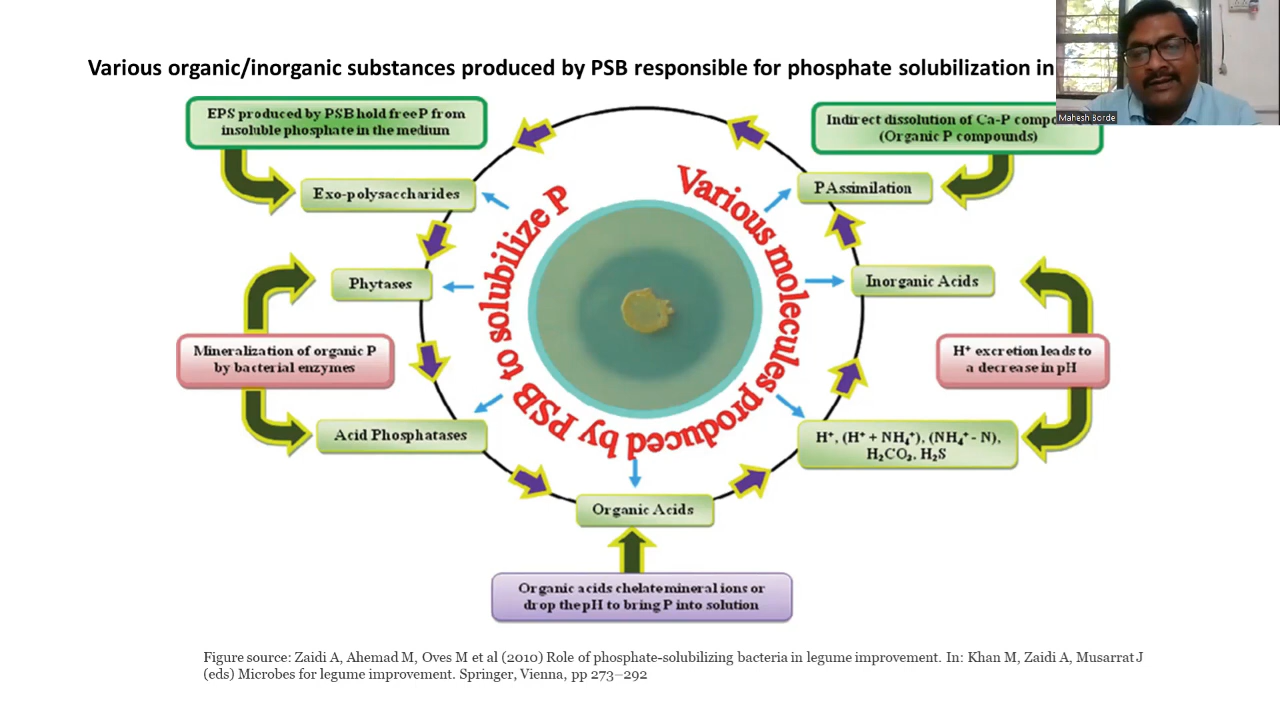 Various organic/inorganic substances produced by PSB responsible for phosphate solubilization in
Mahesh Borde
EPS produced by PSB hold free P from
insoluble phosphate in the medium
Indirect dissolution of Ca-P
(Organic P compounds)
Exo-polysaccharides
P Assimilation
Various molecules produced by PSB to solubilize P
Phytases
Inorganic Acids
Mineralization of organic P
by bacterial enzymes
H⁺ excretion leads to
a decrease in pH
Acid Phosphatases
H⁺, (H⁺ + NH₄⁺), (NH₄⁺ - N),
H₂CO₃, H₂S
Organic Acids
Organic acids chelate mineral ions or
drop the pH to bring P into solution
Figure source: Zaidi A, Ahemad M, Oves M et al (2010) Role of phosphate-solubilizing bacteria in legume improvement. In: Khan M, Zaidi A, Musarrat J
(eds) Microbes for legume improvement. Springer, Vienna, pp 273–292